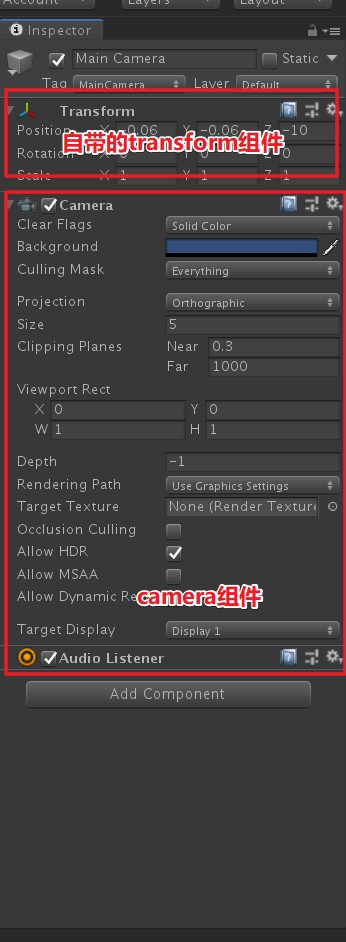 Account
Layers
Layout
Inspector
Main Camera Static
Tag MainCamera Layer Default
Transform
Position X -0.06 Y -0.06 Z -10
自带的transform组件
Rotation X 0 Y 0 Z 0
Scale X 1 Y 1 Z 1
Camera
Clear Flags Solid Color
Background
Culling Mask Everything
Projection Orthographic
Size 5
Clipping Planes Near 0.3
Far 1000
Viewport Rect
X 0 Y 0
W 1 H 1
Depth -1
Rendering Path Use Graphics Settings
Target Texture None (Render Texture
Occlusion Culling
Allow HDR
Allow MSAA
Allow Dynamic Re
camera组件
Target Display Display 1
Audio Listener
Add Component